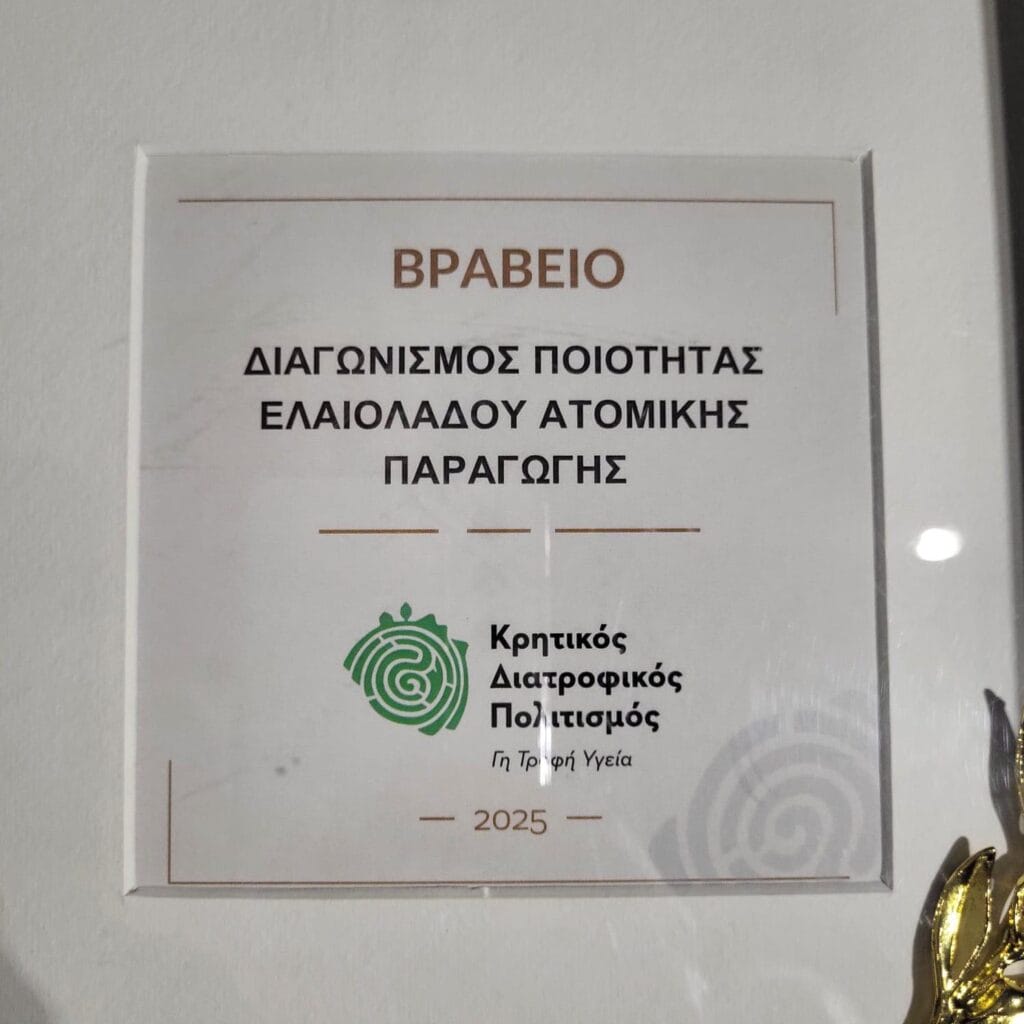 ΒΡΑΒΕΙΟ
ΔΙΑΓΩΝΙΣΜΟΣ ΠΟΙΟΤΗΤΑΣ
ΕΛΑΙΟΛΑΔΟΥ ΑΤΟΜΙΚΗΣ
ΠΑΡΑΓΩΓΗΣ
Κρητικός
Διατροφικός
Πολιτισμός
Γη Τροφή Υγεία
— 2025 —